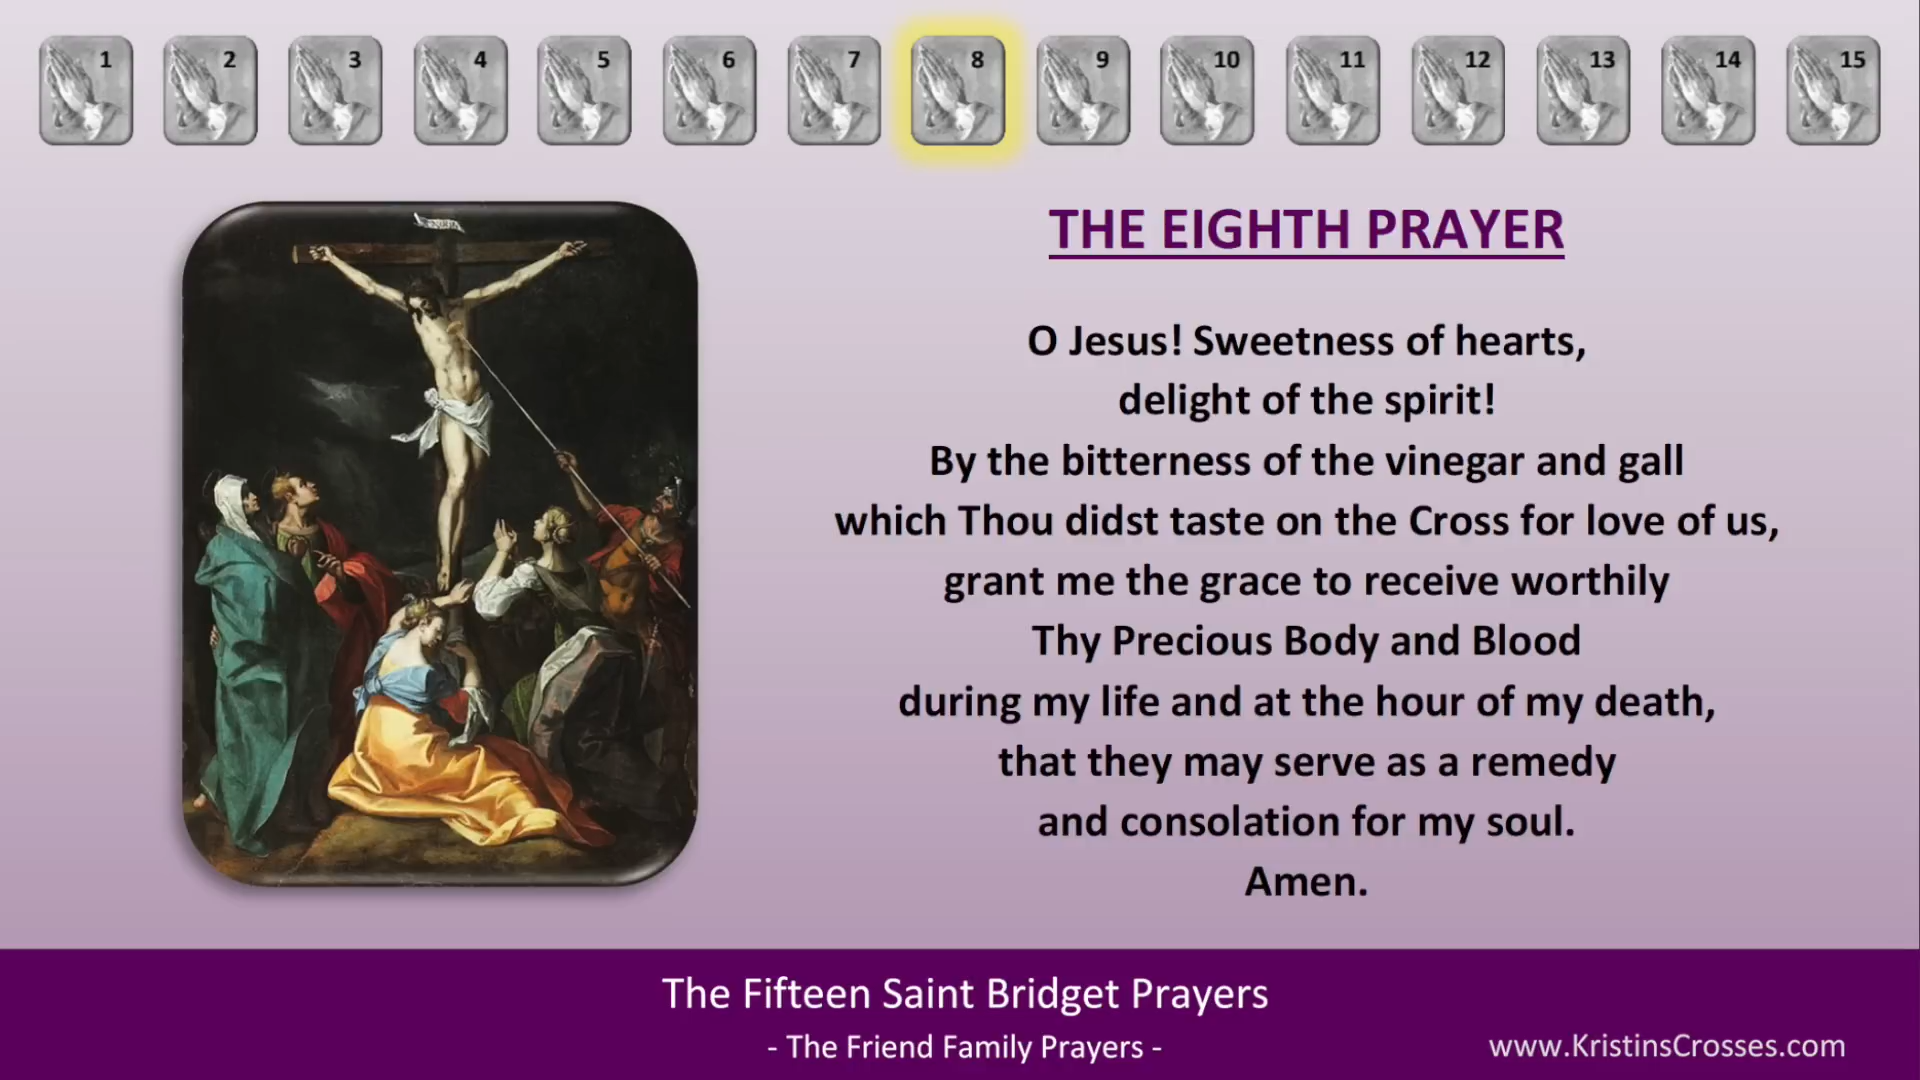 1 2 3 4 5 6 7 8 9 10 11 12 13 14 15
THE EIGHTH PRAYER
O Jesus! Sweetness of hearts,
delight of the spirit!
By the bitterness of the vinegar and gall
which Thou didst taste on the Cross for love of us,
grant me the grace to receive worthily
Thy Precious Body and Blood
during my life and at the hour of my death,
that they may serve as a remedy
and consolation for my soul.
Amen.
The Fifteen Saint Bridget Prayers
- The Friend Family Prayers -
www.KristinsCrosses.com